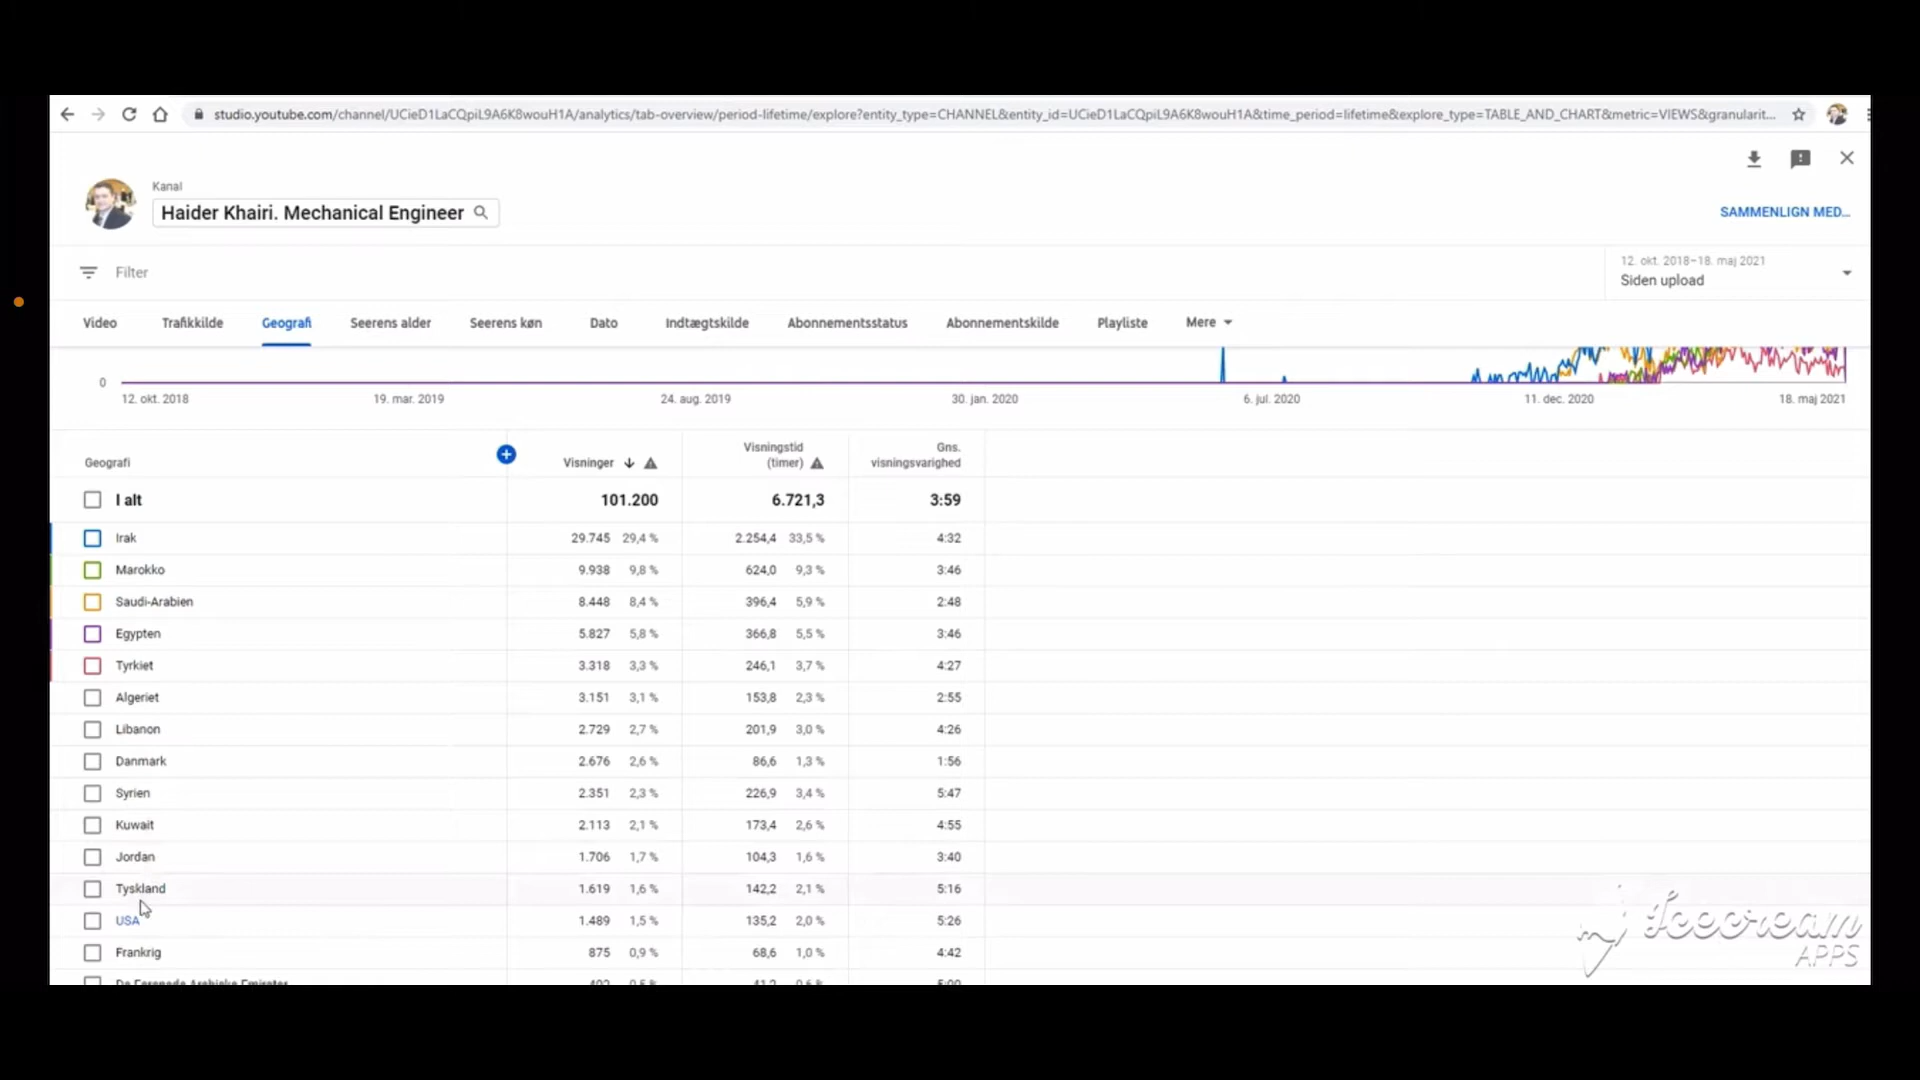 studio.youtube.com/channel/UCieD1LaCQpiL9A6K8wouH1A/analytics/tab-overview/period-lifetime/explore?entity_type=CHANNEL&entity_id=UCieD1LaCQpiL9A6K8wouH1A&time_period=lifetime&explore_type=TABLE_AND_CHART&metric=VIEWS&granularit...
Kanal
Haider Khairi. Mechanical Engineer
SAMMENLIGN MED...
Filter
12. okt. 2018–18. maj 2021
Siden upload
Video Trafikkilde Geografi Seerens alder Seerens køn Dato Indtægtskilde Abonnementsstatus Abonnementskilde Playliste Mere
0
12. okt. 2018 19. mar. 2019 24. aug. 2019 30. jan. 2020 6. jul. 2020 11. dec. 2020 18. maj 2021
Geografi Visninger Visningstid (timer) Gns. visningsvarighed
I alt 101.200 6.721,3 3:59
Irak 29.745 29,4 % 2.254,4 33,5 % 4:32
Marokko 9.938 9,8 % 624,0 9,3 % 3:46
Saudi-Arabien 8.448 8,4 % 396,4 5,9 % 2:48
Egypten 5.827 5,8 % 366,8 5,5 % 3:46
Tyrkiet 3.318 3,3 % 246,1 3,7 % 4:27
Algeriet 3.151 3,1 % 153,8 2,3 % 2:55
Libanon 2.729 2,7 % 201,9 3,0 % 4:26
Danmark 2.676 2,6 % 86,6 1,3 % 1:56
Syrien 2.351 2,3 % 226,9 3,4 % 5:47
Kuwait 2.113 2,1 % 173,4 2,6 % 4:55
Jordan 1.706 1,7 % 104,3 1,6 % 3:40
Tyskland 1.619 1,6 % 142,2 2,1 % 5:16
USA 1.489 1,5 % 135,2 2,0 % 5:26
Frankrig 875 0,9 % 68,6 1,0 % 4:42
De Forenede Arabiske Emirater
Icecream
APPS